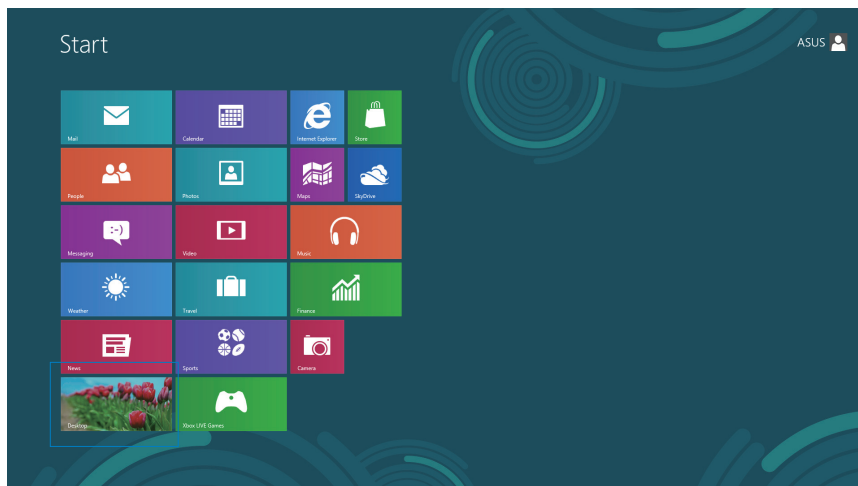 Start
ASUS
Mail
Calendar
Internet Explorer
Store
People
Photos
Maps
SkyDrive
Messaging
:-)
Video
Music
Weather
Travel
Finance
News
Sports
Camera
Desktop
Xbox LIVE Games